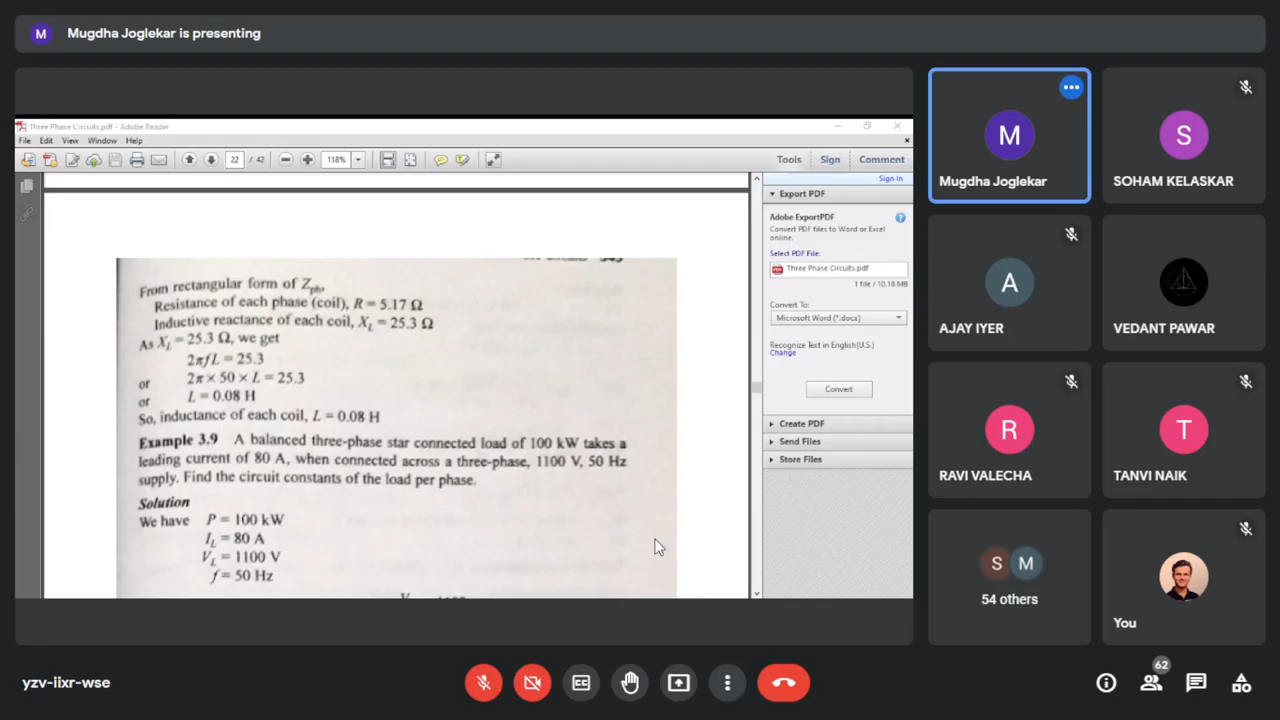 M
Mugdha Joglekar is presenting
Three Phase Circuits.pdf - Adobe Reader
File Edit View Window Help
22 / 42
118%
Tools Sign Comment
Sign In
Export PDF
Adobe ExportPDF
Convert PDF files to Word or Excel
online.
Select PDF File:
Three Phase Circuits.pdf
1 file / 10.18 MB
Convert To:
Microsoft Word (*.docx)
Recognize Text in English(U.S.)
Change
Convert
Create PDF
Send Files
Store Files
From rectangular form of Zph,
Resistance of each phase (coil), R = 5.17 Ω
Inductive reactance of each coil, XL = 25.3 Ω
As XL = 25.3 Ω, we get
2πfL = 25.3
or 2π × 50 × L = 25.3
or L = 0.08 H
So, inductance of each coil, L = 0.08 H
Example 3.9 A balanced three-phase star connected load of 100 kW takes a
leading current of 80 A, when connected across a three-phase, 1100 V, 50 Hz
supply. Find the circuit constants of the load per phase.
Solution
We have P = 100 kW
IL = 80 A
VL = 1100 V
f = 50 Hz
M
Mugdha Joglekar
S
SOHAM KELASKAR
A
AJAY IYER
VEDANT PAWAR
R
RAVI VALECHA
T
TANVI NAIK
S M
54 others
You
yzv-iixr-wse
CC
62